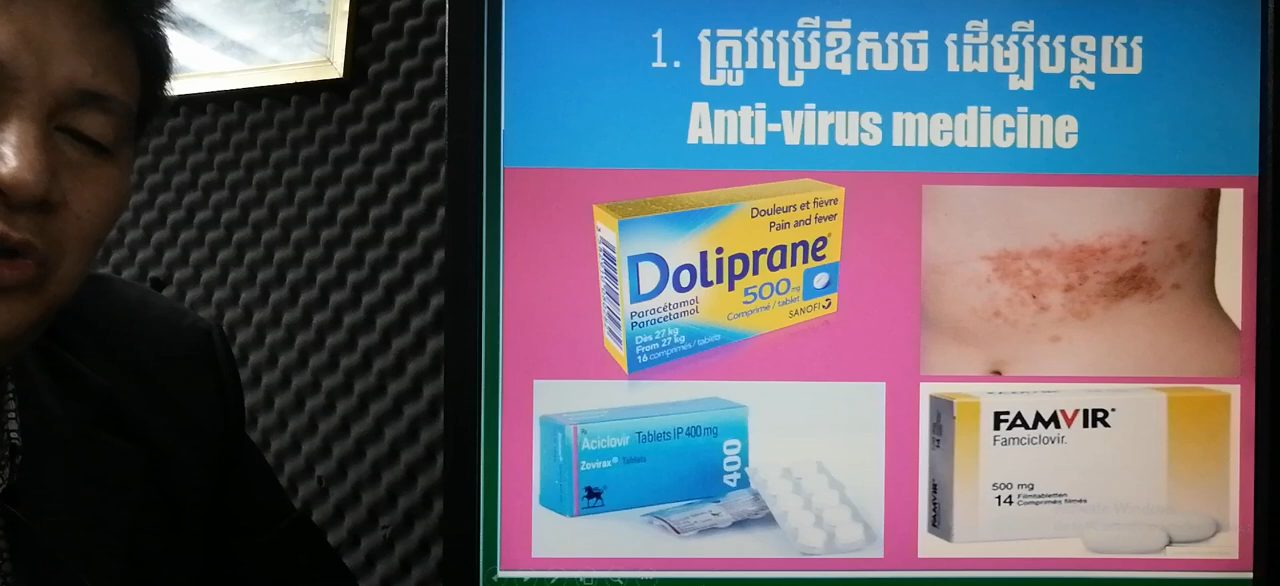 1. ត្រូវប្រើឪសថ ដើម្បីបន្ថយ
Anti-virus medicine
Douleurs et fièvre
Pain and fever
Doliprane
500 mg
Comprimé / tablet
Paracétamol
Paracetamol
SANOFI
Dès 27 kg
From 27 kg
16 comprimés / tablets
Aciclovir Tablets IP 400 mg
Zovirax® Tablets
400
FAMVIR®
Famciclovir.
500 mg
14 Filmtabletten
Comprimés filmés
FAMVIR